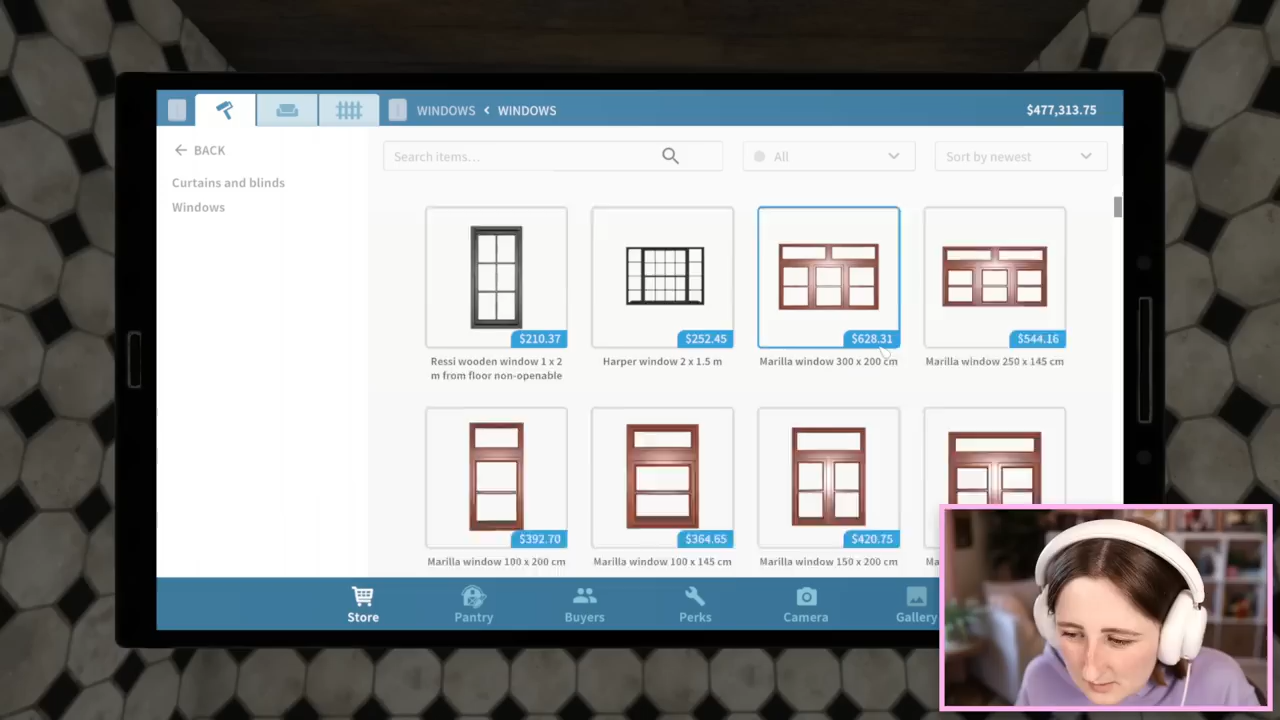 WINDOWS < WINDOWS
$477,313.75
BACK
Search items...
All
Sort by newest
Curtains and blinds
Windows
$210.37
$252.45
$628.31
$544.16
Ressi wooden window 1 x 2
m from floor non-openable
Harper window 2 x 1.5 m
Marilla window 300 x 200 cm
Marilla window 250 x 145 cm
$392.70
$364.65
$420.75
Marilla window 100 x 200 cm
Marilla window 100 x 145 cm
Marilla window 150 x 200 cm
Store
Pantry
Buyers
Perks
Camera
Gallery